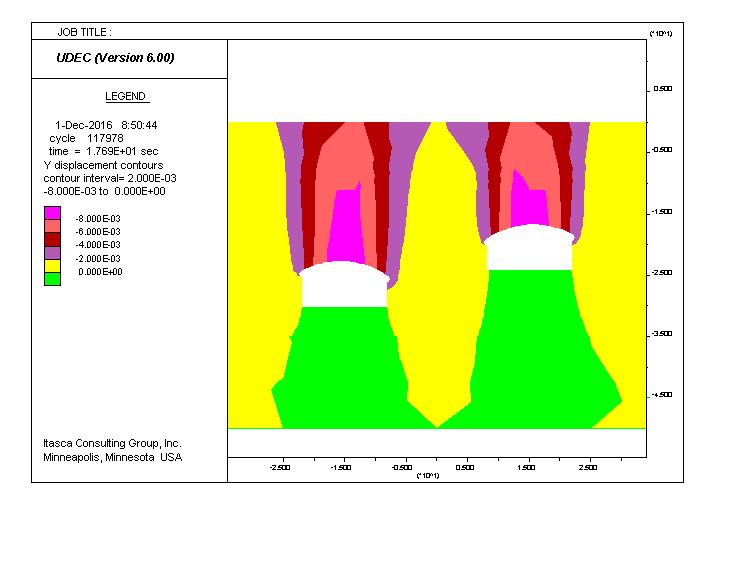 JOB TITLE :
(*10^1)
UDEC (Version 6.00)
LEGEND
1-Dec-2016 8:50:44
cycle 117978
time = 1.769E+01 sec
Y displacement contours
contour interval= 2.000E-03
-8.000E-03 to 0.000E+00
-8.000E-03
-6.000E-03
-4.000E-03
-2.000E-03
0.000E+00
0.500
-0.500
-1.500
-2.500
-3.500
-4.500
Itasca Consulting Group, Inc.
Minneapolis, Minnesota USA
-2.500 -1.500 -0.500 0.500 1.500 2.500
(*10^1)